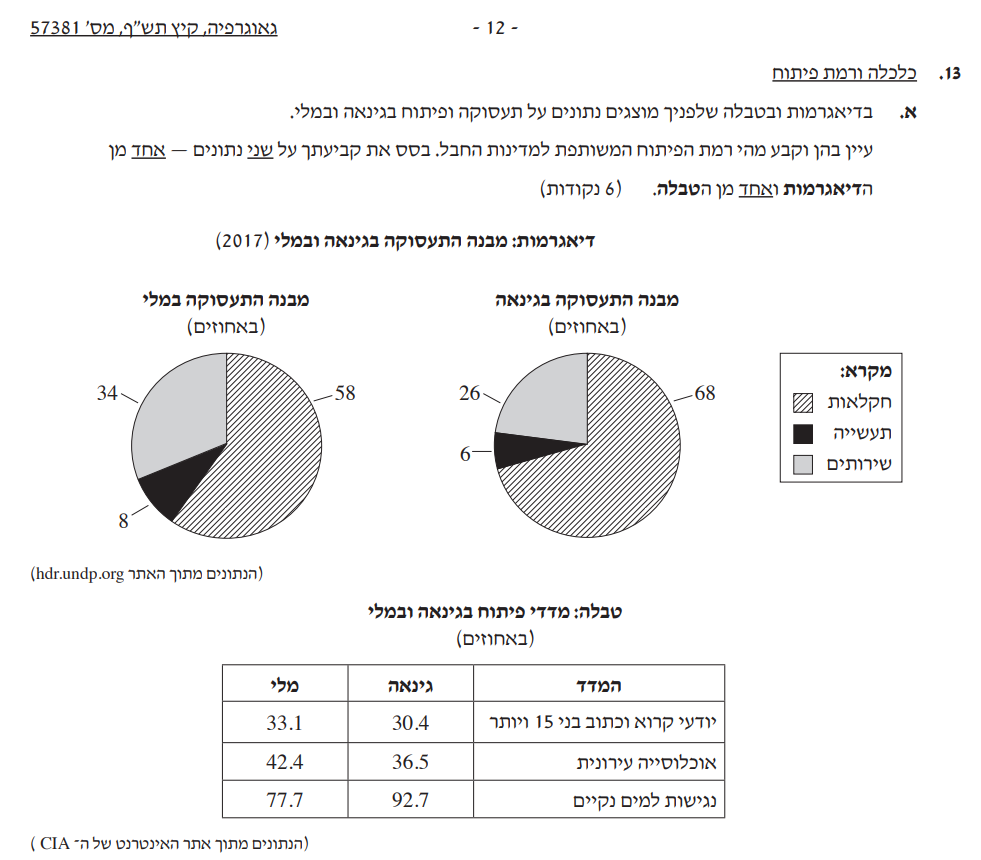 גאוגרפיה, קיץ תש"ף, מס' 57381
- 12 -
13. כלכלה ורמת פיתוח
א. בדיאגרמות ובטבלה שלפניך מוצגים נתונים על תעסוקה ופיתוח בגינאה ובמלי.
עיין בהן וקבע מהי רמת הפיתוח המשותפת למדינות החבל. בסס את קביעתך על שני נתונים — אחד מן
הדיאגרמות ואחד מן הטבלה. (6 נקודות)
דיאגרמות: מבנה התעסוקה בגינאה ובמלי (2017)
מבנה התעסוקה בגינאה
(באחוזים)
68
26
6
מבנה התעסוקה במלי
(באחוזים)
58
34
8
מקרא:
חקלאות
תעשייה
שירותים
(הנתונים מתוך האתר hdr.undp.org)
טבלה: מדדי פיתוח בגינאה ובמלי
(באחוזים)
המדד גינאה מלי
יודעי קרוא וכתוב בני 15 ויותר 30.4 33.1
אוכלוסייה עירונית 36.5 42.4
נגישות למים נקיים 92.7 77.7
(הנתונים מתוך אתר האינטרנט של ה־ CIA )